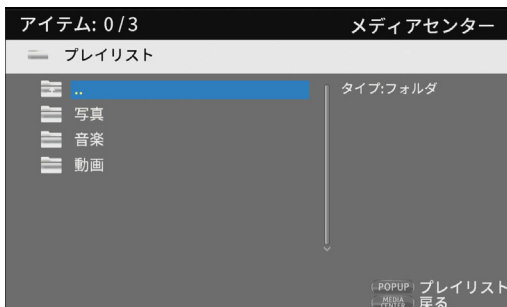 アイテム: 0/3
メディアセンター
プレイリスト
..
タイプ:フォルダ
写真
音楽
動画
POPUP プレイリスト
MEDIA CENTER 戻る